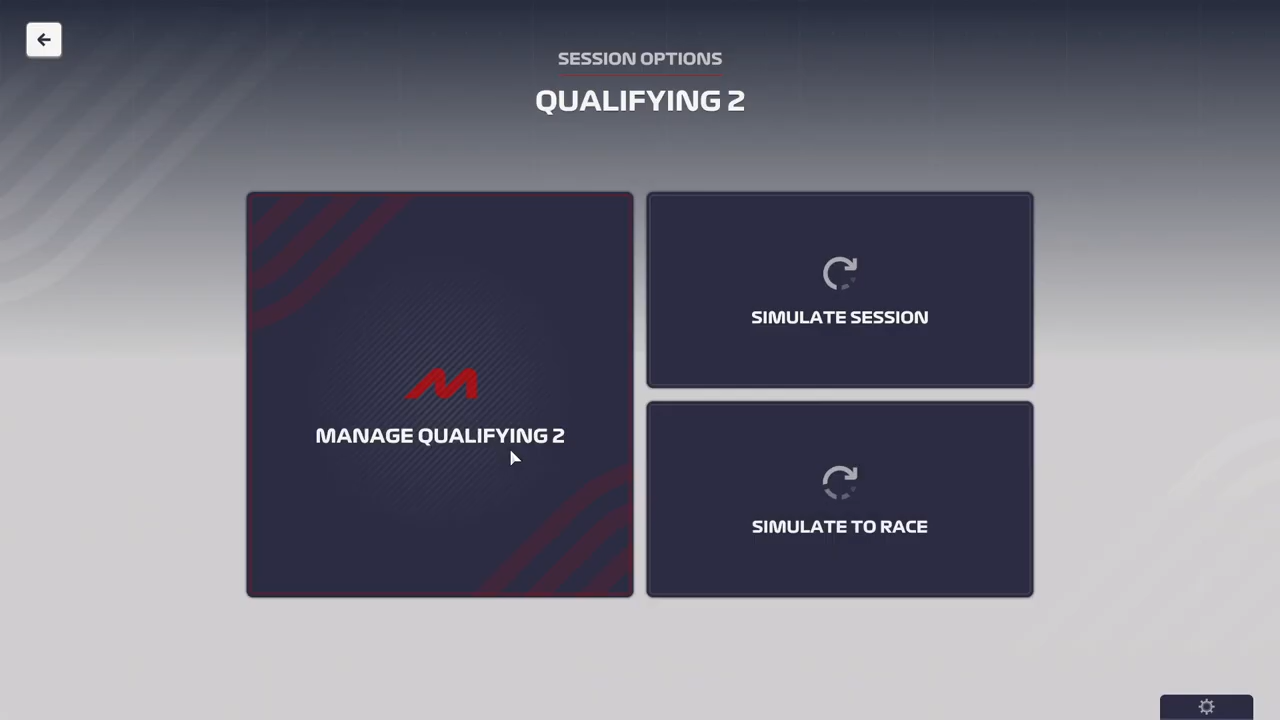 SESSION OPTIONS
QUALIFYING 2
MANAGE QUALIFYING 2
SIMULATE SESSION
SIMULATE TO RACE